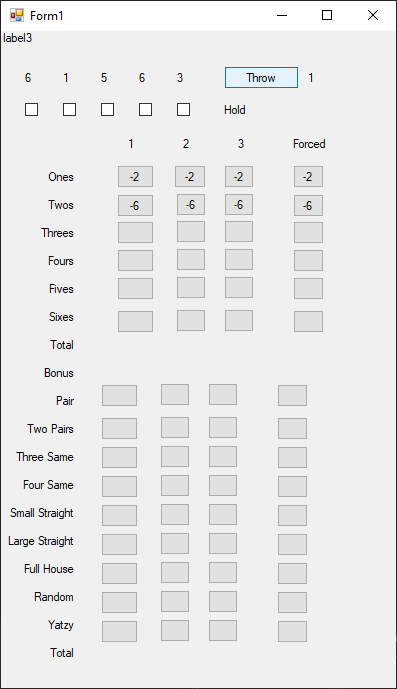 Form1
label3
6 1 5 6 3 Throw 1
Hold
1 2 3 Forced
Ones -2 -2 -2 -2
Twos -6 -6 -6 -6
Threes
Fours
Fives
Sixes
Total
Bonus
Pair
Two Pairs
Three Same
Four Same
Small Straight
Large Straight
Full House
Random
Yatzy
Total